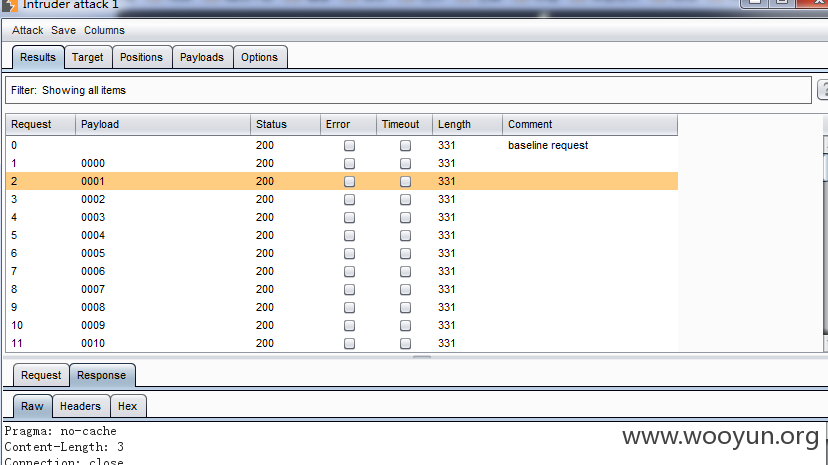 Intruder attack 1
Attack Save Columns
Results Target Positions Payloads Options
Filter: Showing all items
Request Payload Status Error Timeout Length Comment
0 200 331 baseline request
1 0000 200 331
2 0001 200 331
3 0002 200 331
4 0003 200 331
5 0004 200 331
6 0005 200 331
7 0006 200 331
8 0007 200 331
9 0008 200 331
10 0009 200 331
11 0010 200 331
Request Response
Raw Headers Hex
Pragma: no-cache
Content-Length: 3
Connection: close
www.wooyun.org